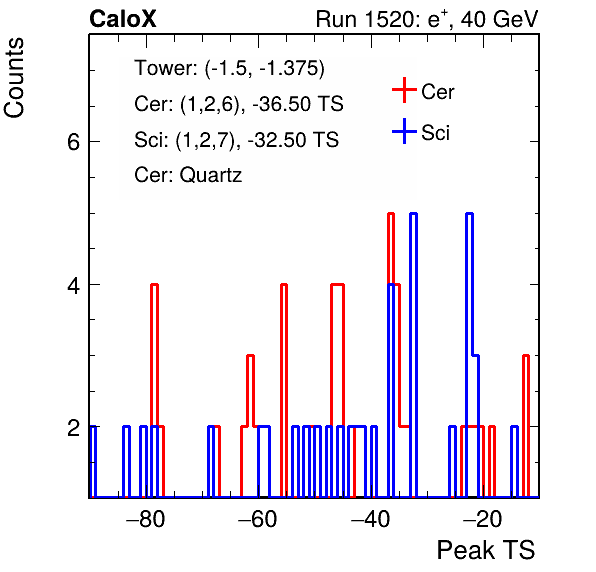 CaloX Run 1520: e+, 40 GeV
Counts
Tower: (-1.5, -1.375)
Cer: (1,2,6), -36.50 TS
Sci: (1,2,7), -32.50 TS
Cer: Quartz
Cer
Sci
6
4
2
−80 −60 −40 −20
Peak TS